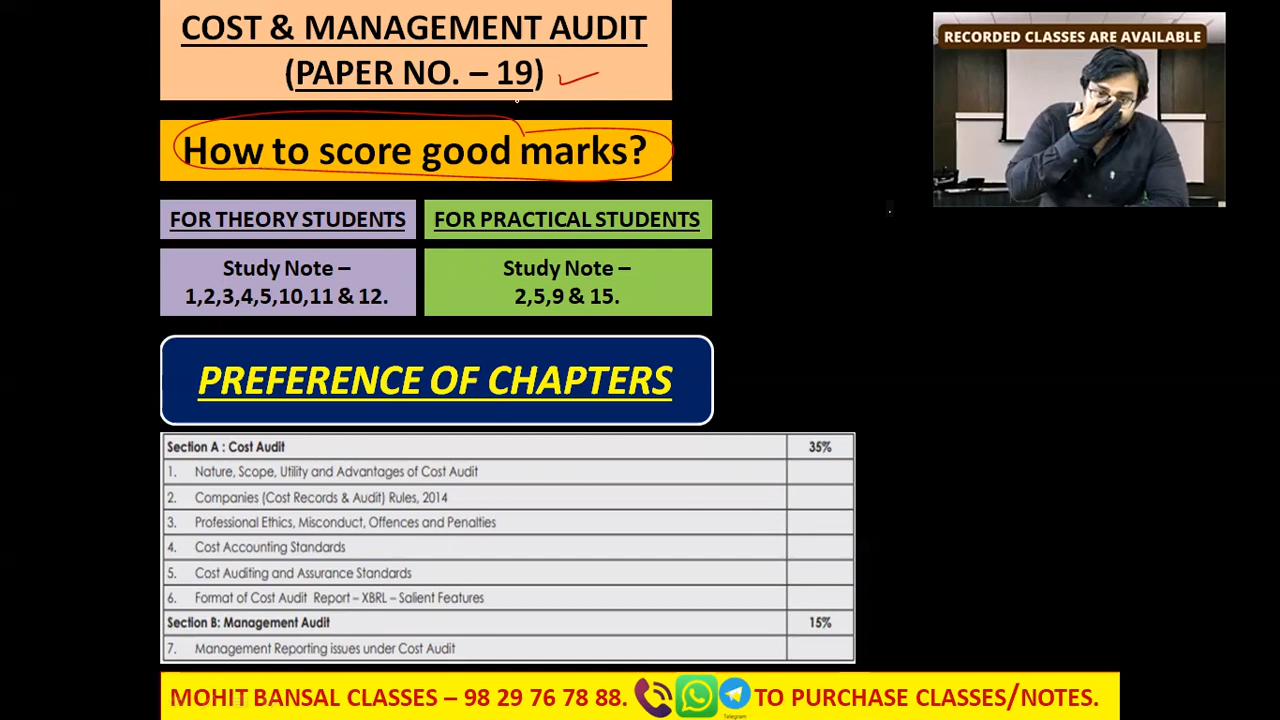 COST & MANAGEMENT AUDIT
(PAPER NO. – 19)
RECORDED CLASSES ARE AVAILABLE
How to score good marks?
FOR THEORY STUDENTS
Study Note –
1,2,3,4,5,10,11 & 12.
FOR PRACTICAL STUDENTS
Study Note –
2,5,9 & 15.
PREFERENCE OF CHAPTERS
Section A : Cost Audit 35%
1. Nature, Scope, Utility and Advantages of Cost Audit
2. Companies (Cost Records & Audit) Rules, 2014
3. Professional Ethics, Misconduct, Offences and Penalties
4. Cost Accounting Standards
5. Cost Auditing and Assurance Standards
6. Format of Cost Audit Report – XBRL – Salient Features
Section B: Management Audit 15%
7. Management Reporting issues under Cost Audit
MOHIT BANSAL CLASSES – 98 29 76 78 88. TO PURCHASE CLASSES/NOTES.
Telegram